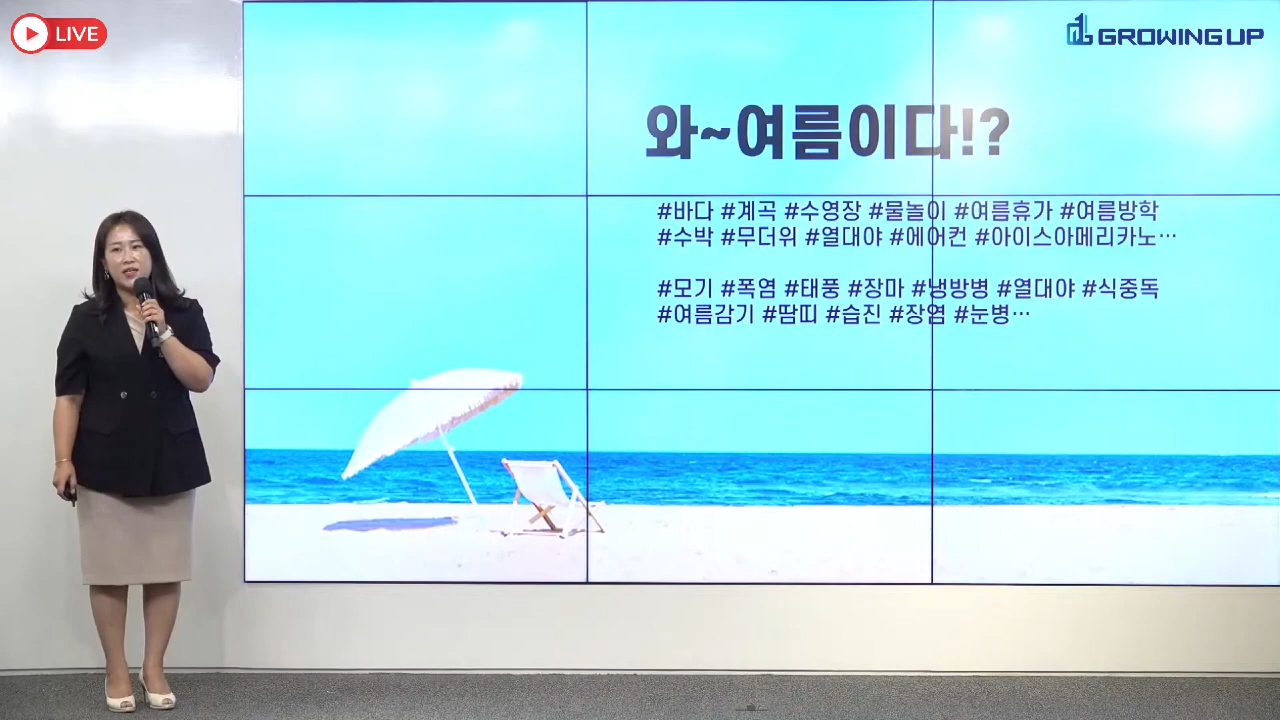 LIVE
GROWING UP
와~여름이다!?
#바다 #계곡 #수영장 #물놀이 #여름휴가 #여름방학
#수박 #무더위 #열대야 #에어컨 #아이스아메리카노…
#모기 #폭염 #태풍 #장마 #냉방병 #열대야 #식중독
#여름감기 #땀띠 #습진 #장염 #눈병…